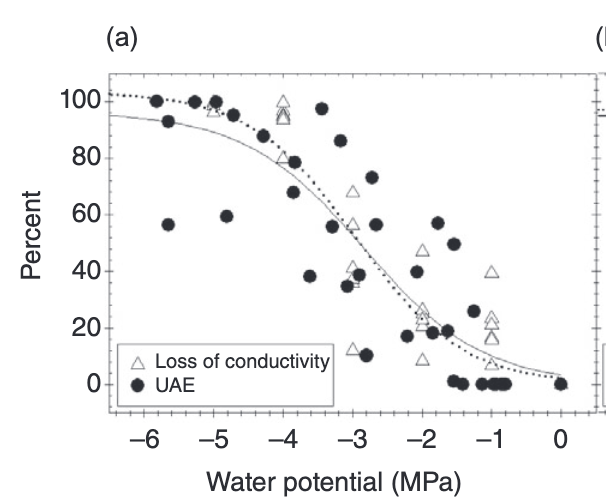 (a)
100
80
60
40
20
0
Percent
Loss of conductivity
UAE
–6 –5 –4 –3 –2 –1 0
Water potential (MPa)